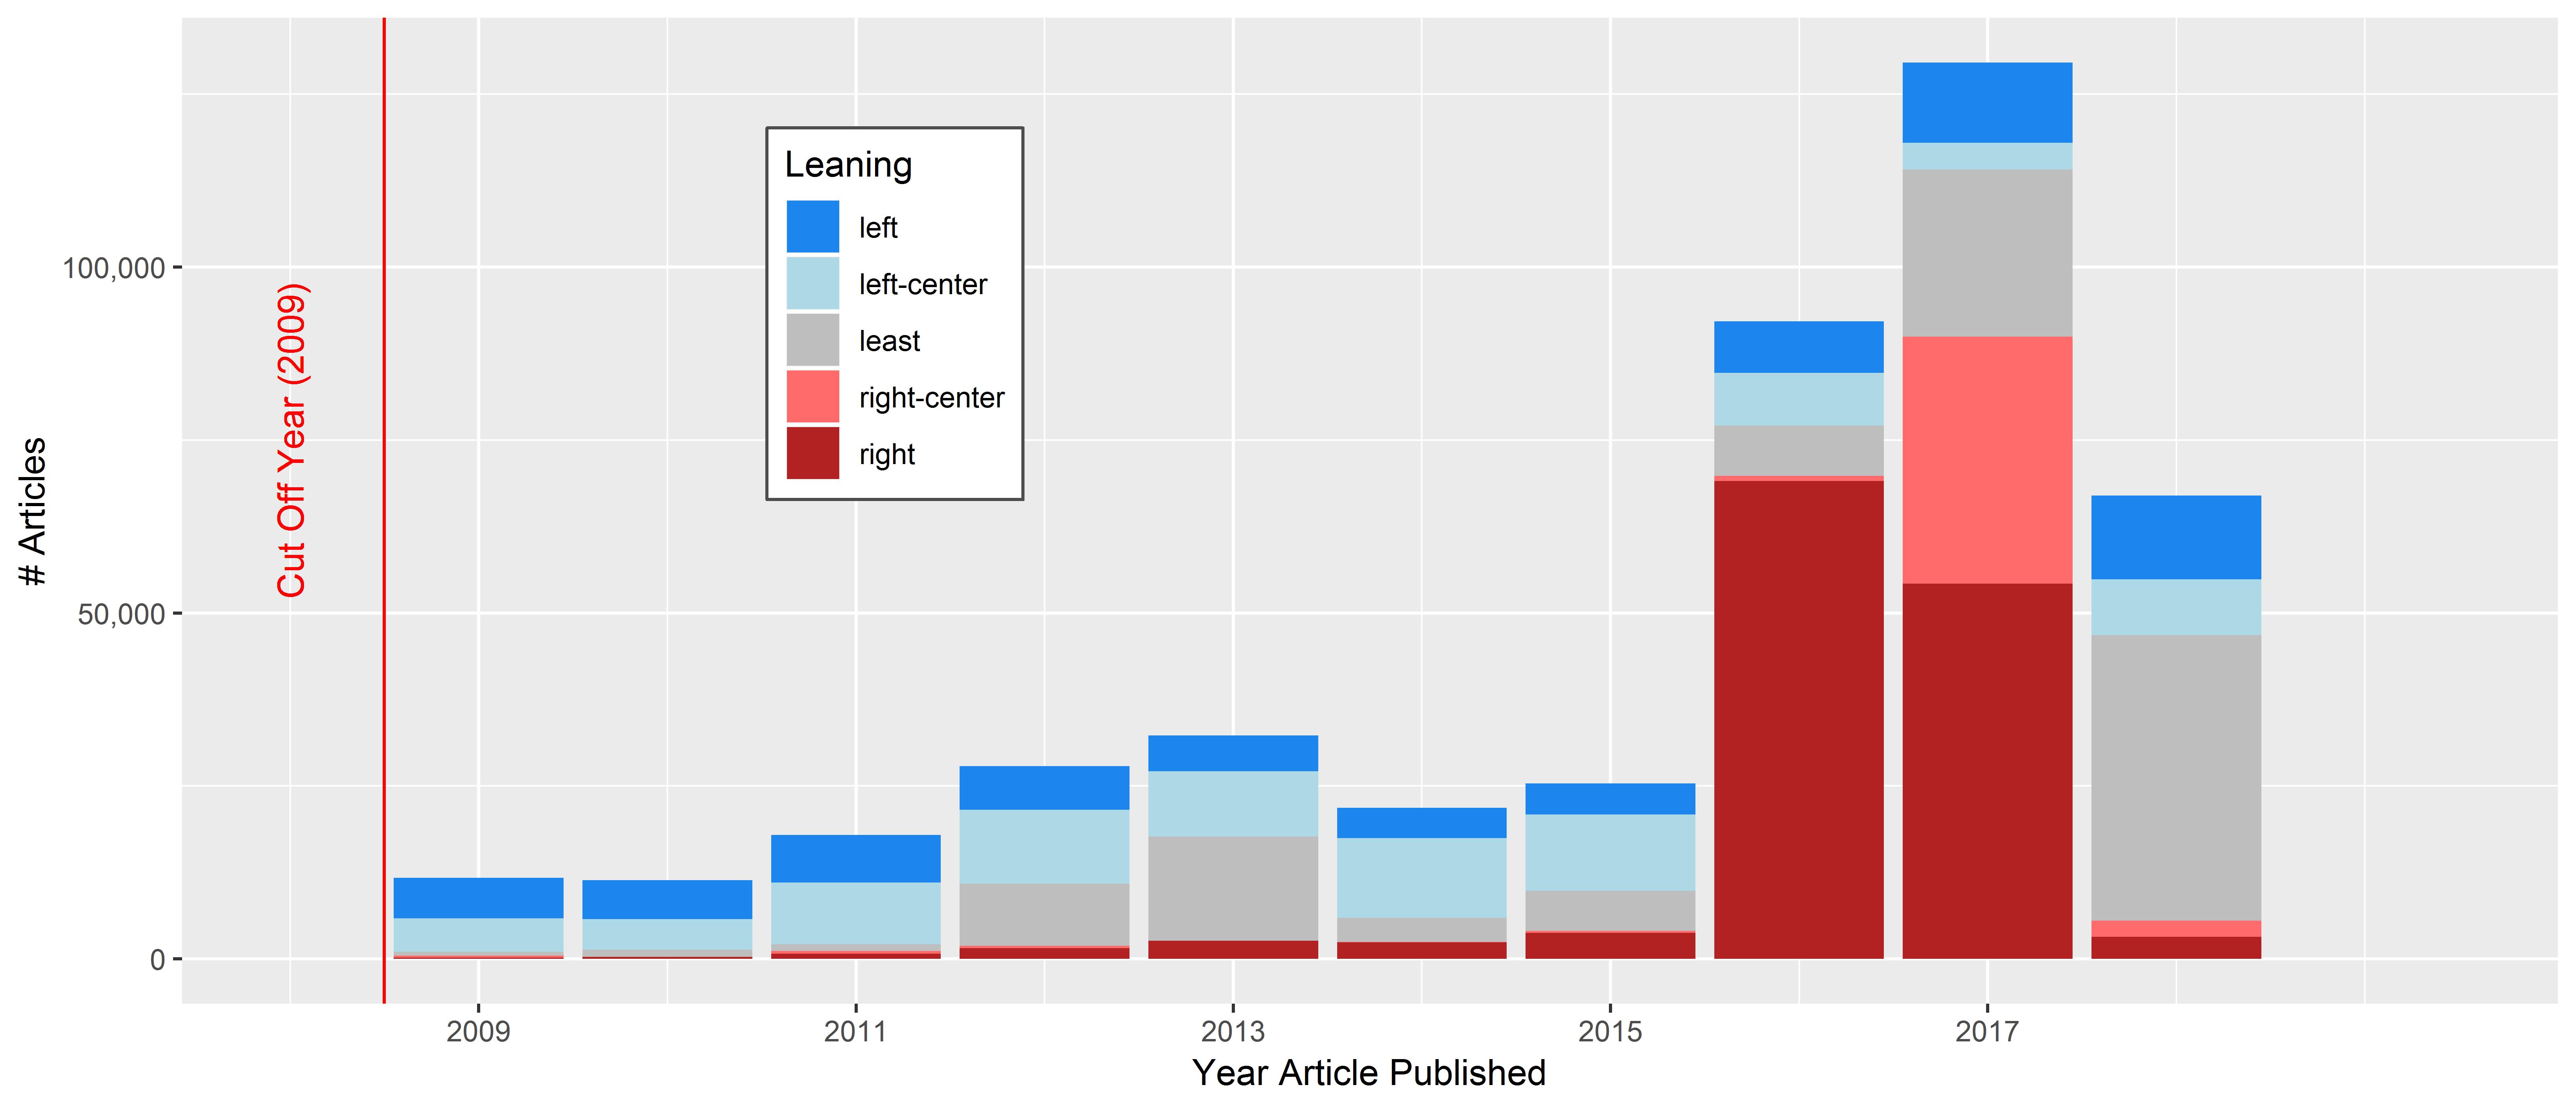 # Articles
100,000
50,000
0
Cut Off Year (2009)
Leaning
left
left-center
least
right-center
right
2009
2011
2013
2015
2017
Year Article Published